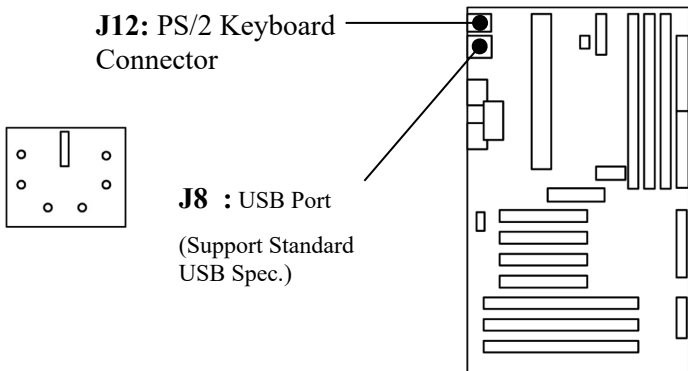 J12: PS/2 Keyboard
Connector
J8 : USB Port
(Support Standard
USB Spec.)